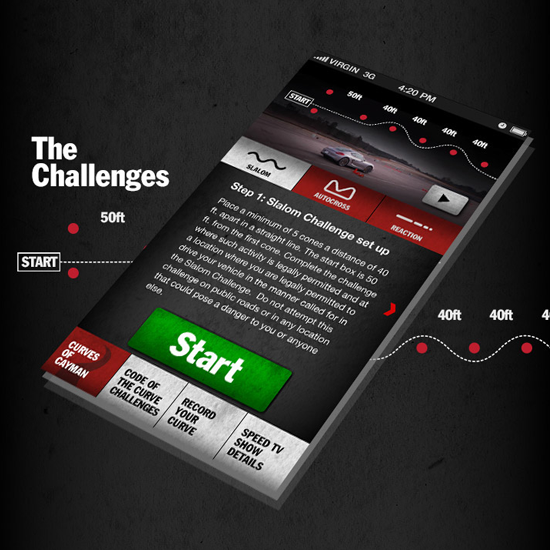 VIRGIN 3G 4:20 PM
START 50ft 40ft 40ft 40ft 40ft
SLALOM
AUTOCROSS
REACTION
The
Challenges
50ft
START
Step 1: Slalom Challenge set up
Place a minimum of 5 cones a distance of 40
ft. apart in a straight line. The start box is 50
ft. from the first cone. Complete the challenge
where such activity is legally permitted and at
a location where you are legally permitted to
drive your vehicle in the manner called for in
the Slalom Challenge. Do not attempt this
challenge on public roads or in any location
that could pose a danger to you or anyone
else.
40ft 40ft 4
Start
CURVES
OF
CAYMAN
CODE OF
THE CURVE
CHALLENGES
RECORD
YOUR
CURVE
SPEED TV
SHOW
DETAILS